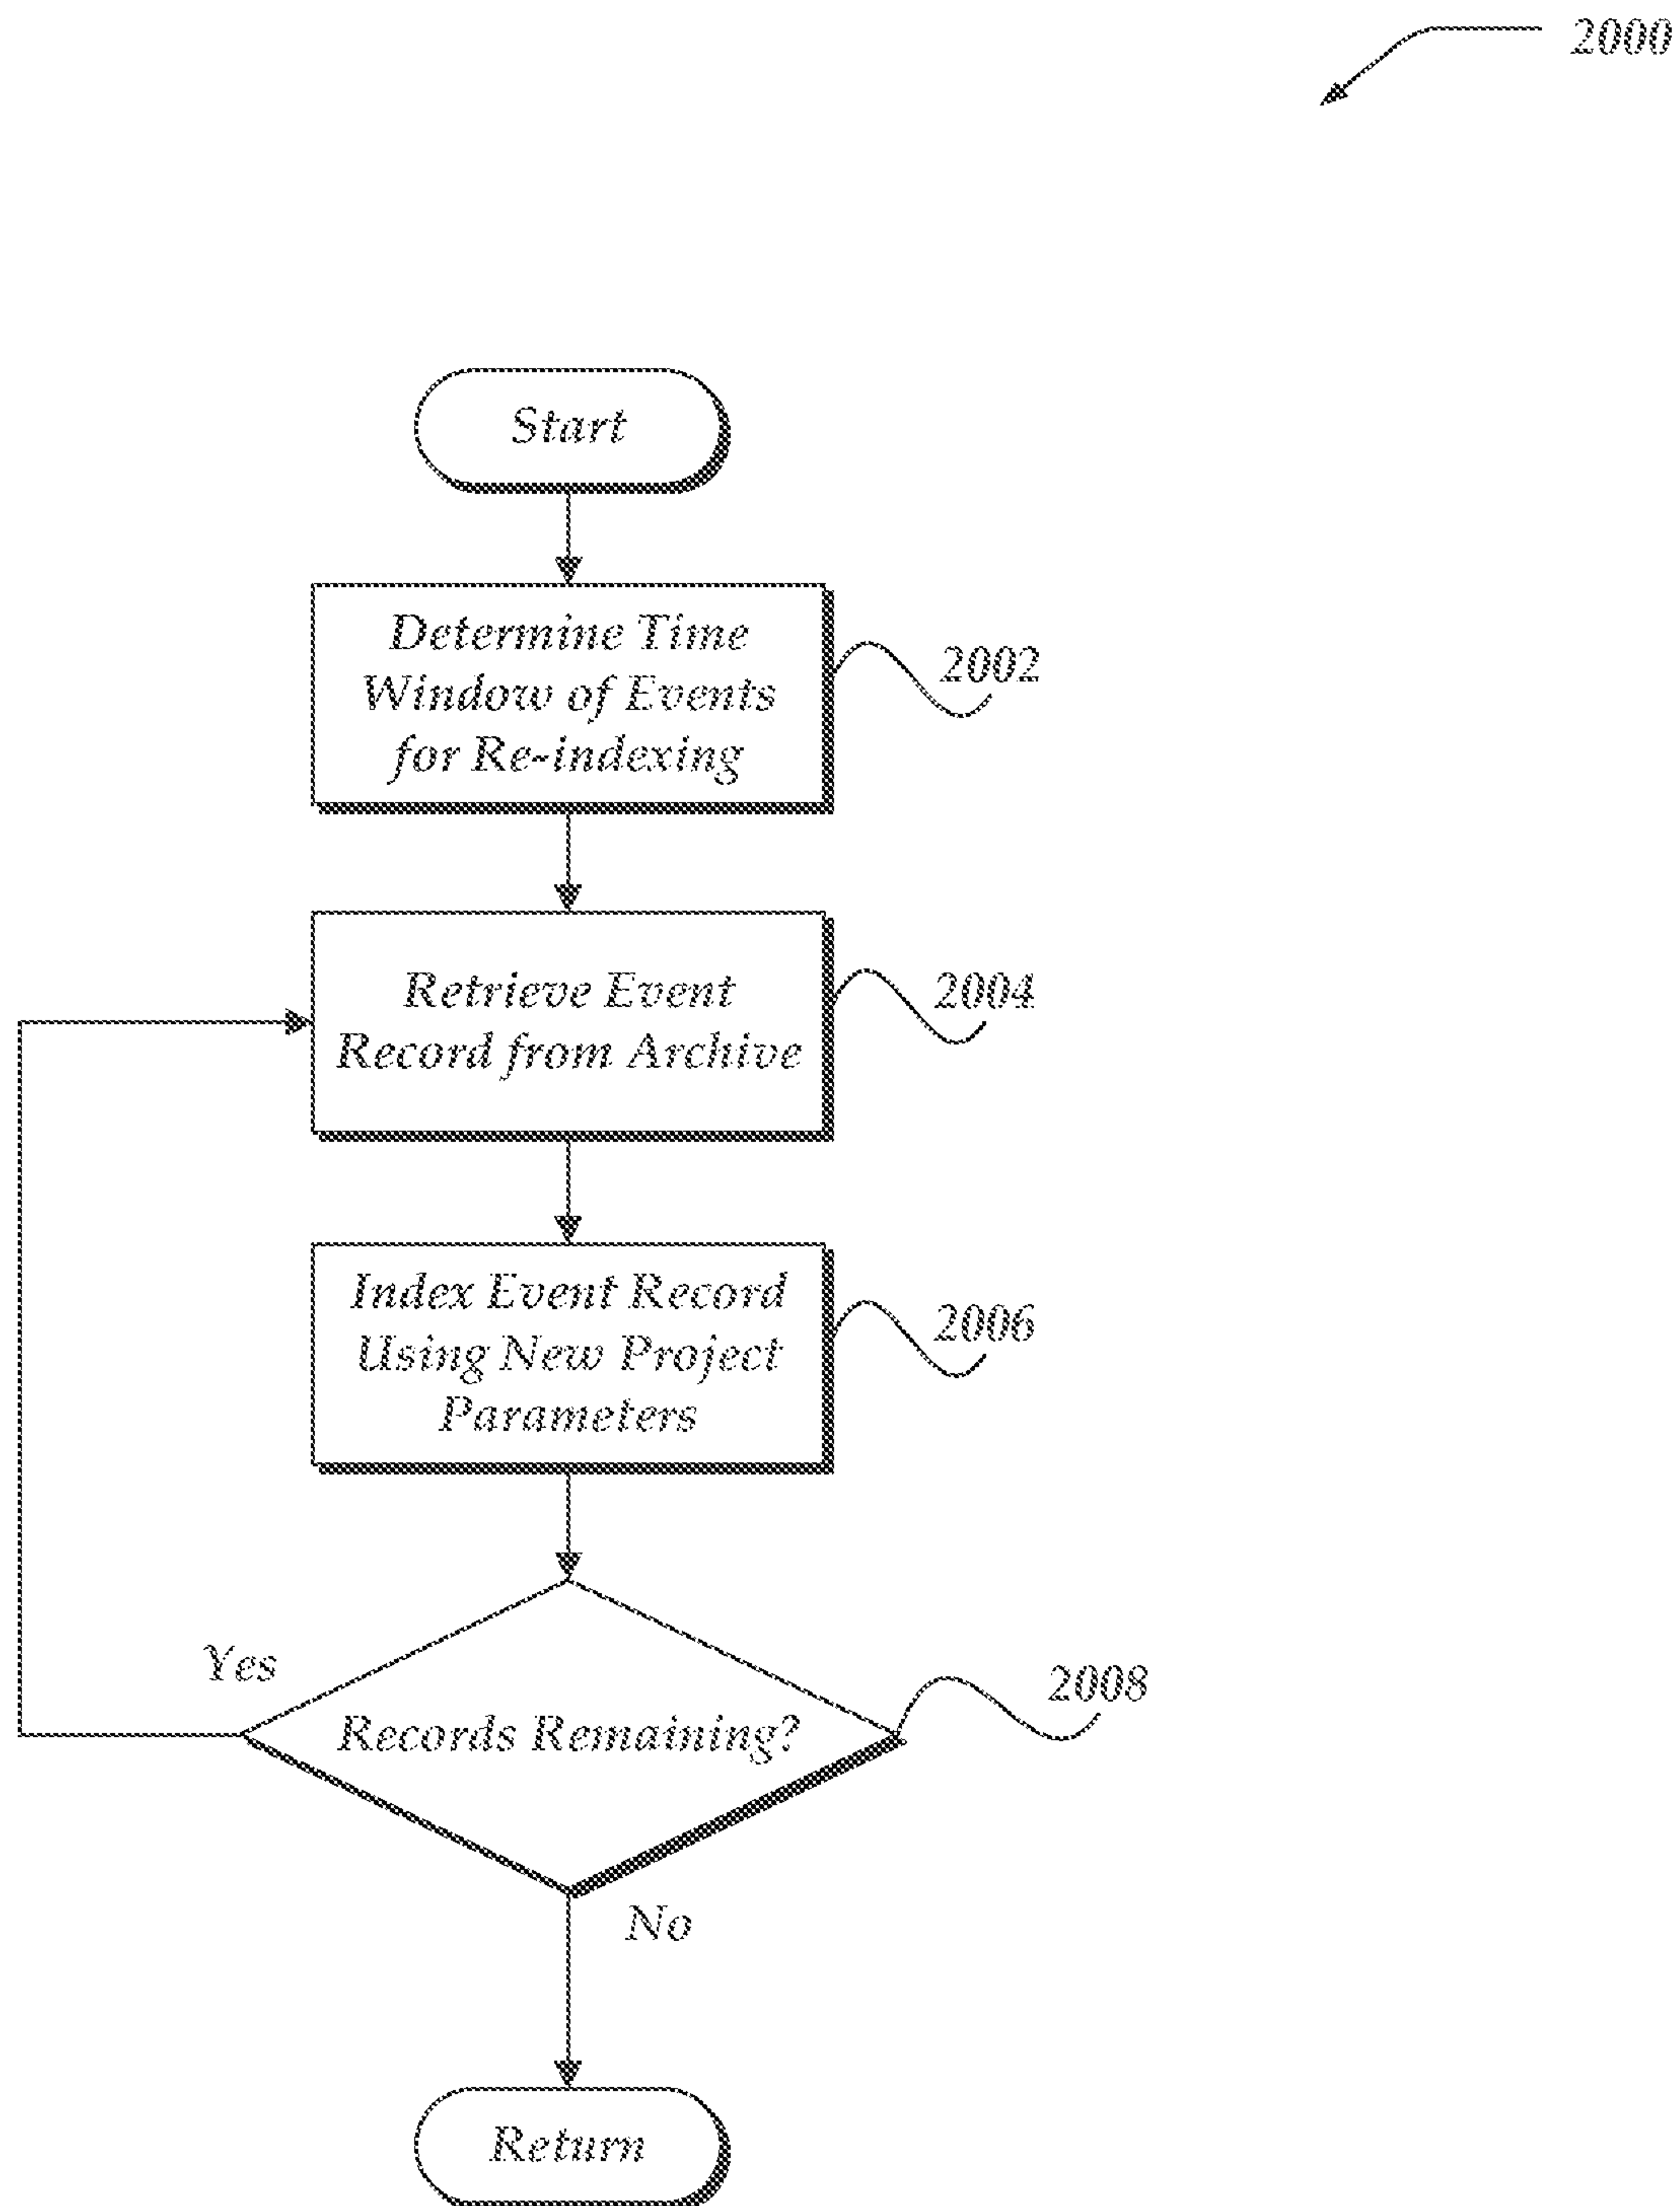 2000
Start
Determine Time
Window of Events
for Re-indexing
2002
Retrieve Event
Record from Archive
2004
Index Event Record
Using New Project
Parameters
2006
Yes
Records Remaining?
2008
No
Return